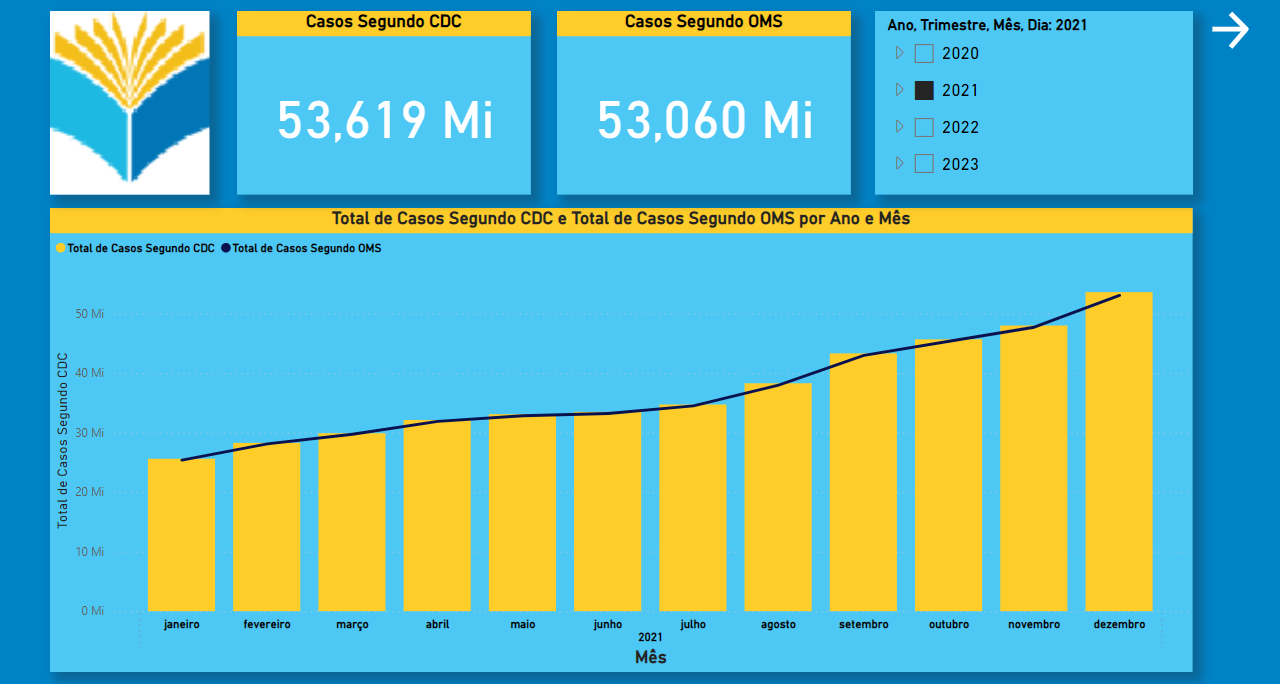 Casos Segundo CDC
53,619 Mi
Casos Segundo OMS
53,060 Mi
Ano, Trimestre, Mês, Dia: 2021
2020
2021
2022
2023
Total de Casos Segundo CDC e Total de Casos Segundo OMS por Ano e Mês
Total de Casos Segundo CDC Total de Casos Segundo OMS
Total de Casos Segundo CDC
50 Mi
40 Mi
30 Mi
20 Mi
10 Mi
0 Mi
janeiro fevereiro março abril maio junho julho agosto setembro outubro novembro dezembro
2021
Mês